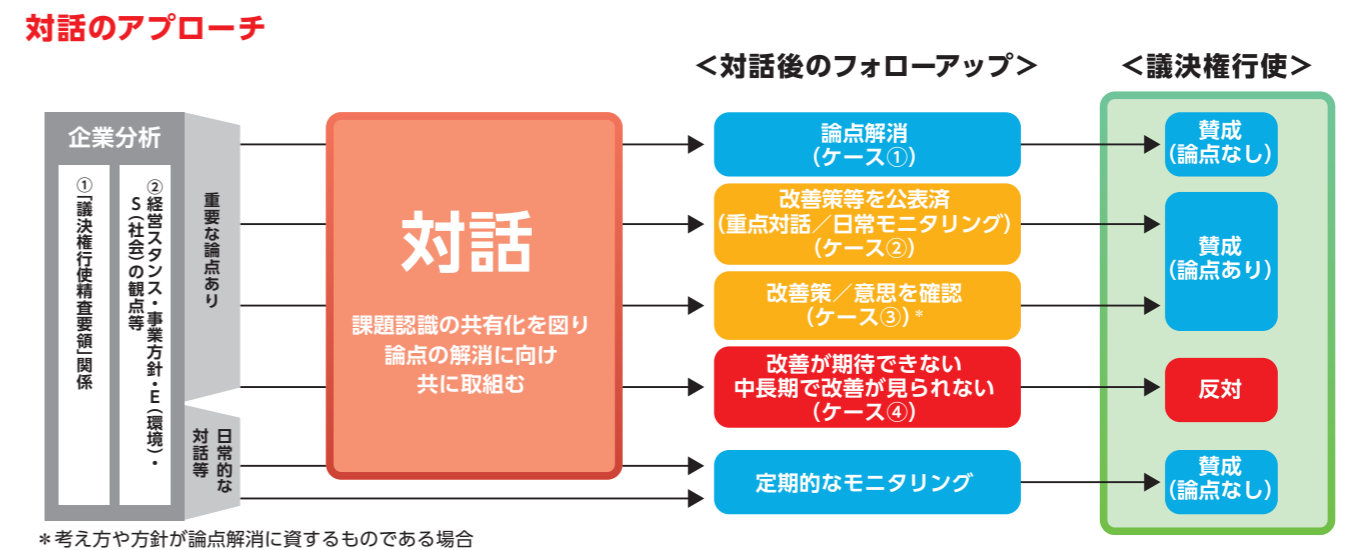 対話のアプローチ
＜対話後のフォローアップ＞
＜議決権行使＞
企業分析
①「議決権行使精査要領」関係
②経営スタンス・事業方針・E（環境）・
S（社会）の観点等
重要な論点あり
日常的な
対話等
対話
課題認識の共有化を図り
論点の解消に向け
共に取組む
論点解消
（ケース①）
改善策等を公表済
（重点対話／日常モニタリング）
（ケース②）
改善策／意思を確認
（ケース③）＊
改善が期待できない
中長期で改善が見られない
（ケース④）
定期的なモニタリング
賛成
（論点なし）
賛成
（論点あり）
反対
賛成
（論点なし）
＊考え方や方針が論点解消に資するものである場合